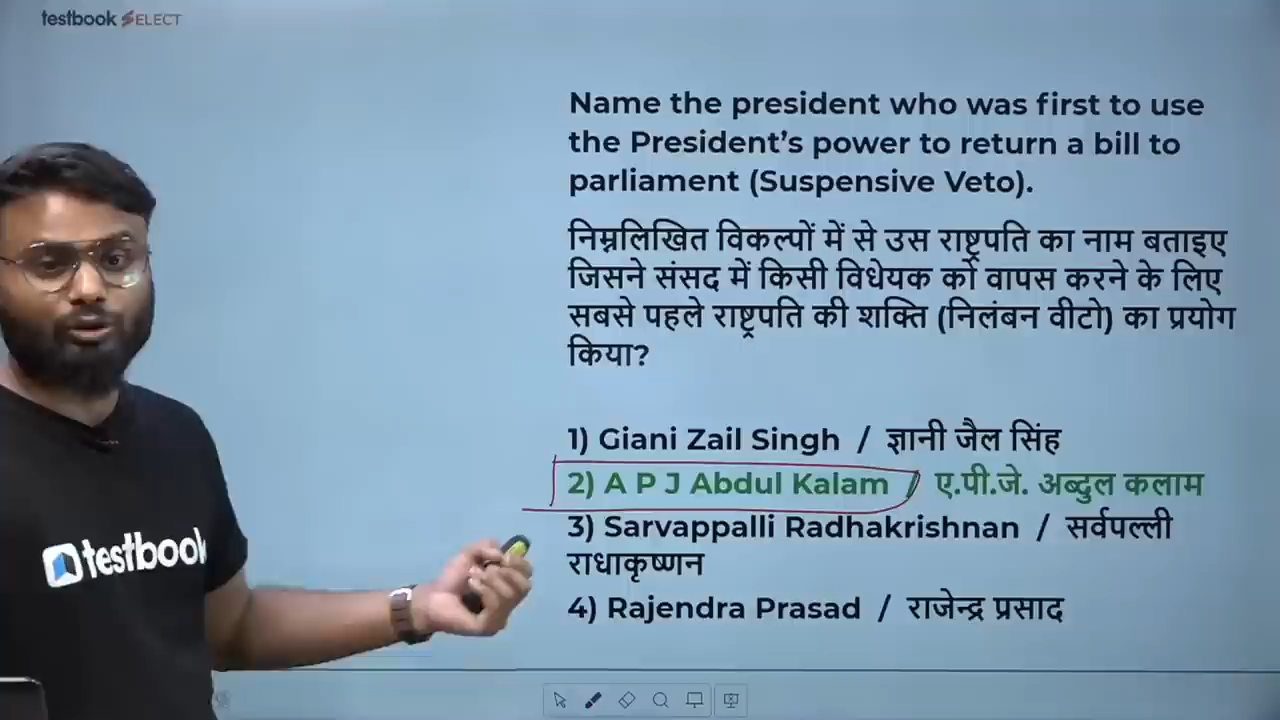 testbook SELECT
Name the president who was first to use
the President's power to return a bill to
parliament (Suspensive Veto).
निम्नलिखित विकल्पों में से उस राष्ट्रपति का नाम बताइए
जिसने संसद में किसी विधेयक को वापस करने के लिए
सबसे पहले राष्ट्रपति की शक्ति (निलंबन वीटो) का प्रयोग
किया?
1) Giani Zail Singh / ज्ञानी जैल सिंह
2) A P J Abdul Kalam / ए.पी.जे. अब्दुल कलाम
3) Sarvappalli Radhakrishnan / सर्वपल्ली
राधाकृष्णन
4) Rajendra Prasad / राजेन्द्र प्रसाद
testbook